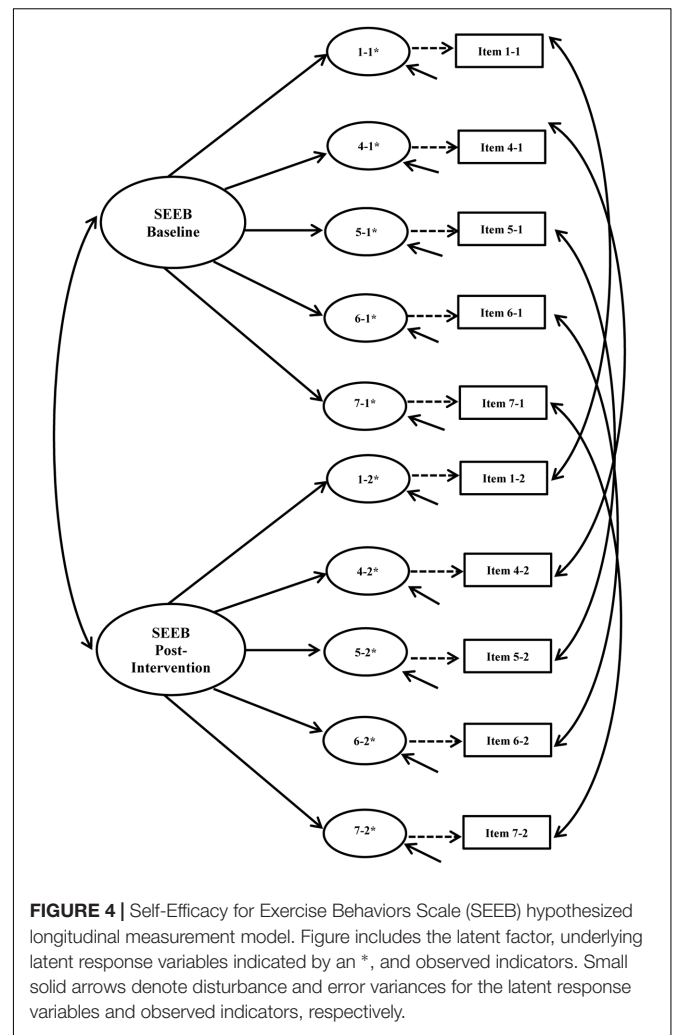 1-1*
Item 1-1
4-1*
Item 4-1
SEEB
Baseline
5-1*
Item 5-1
6-1*
Item 6-1
7-1*
Item 7-1
1-2*
Item 1-2
4-2*
Item 4-2
SEEB
Post-
Intervention
5-2*
Item 5-2
6-2*
Item 6-2
7-2*
Item 7-2
FIGURE 4 | Self-Efficacy for Exercise Behaviors Scale (SEEB) hypothesized
longitudinal measurement model. Figure includes the latent factor, underlying
latent response variables indicated by an *, and observed indicators. Small
solid arrows denote disturbance and error variances for the latent response
variables and observed indicators, respectively.